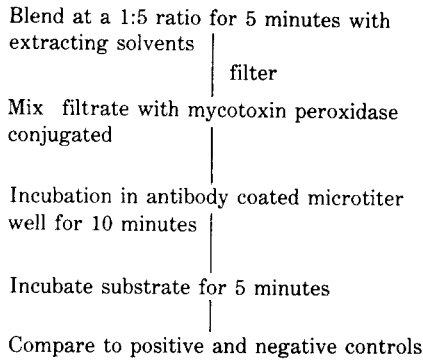 Blend at a 1:5 ratio for 5 minutes with
extracting solvents
filter
Mix filtrate with mycotoxin peroxidase
conjugated
Incubation in antibody coated microtiter
well for 10 minutes
Incubate substrate for 5 minutes
Compare to positive and negative controls